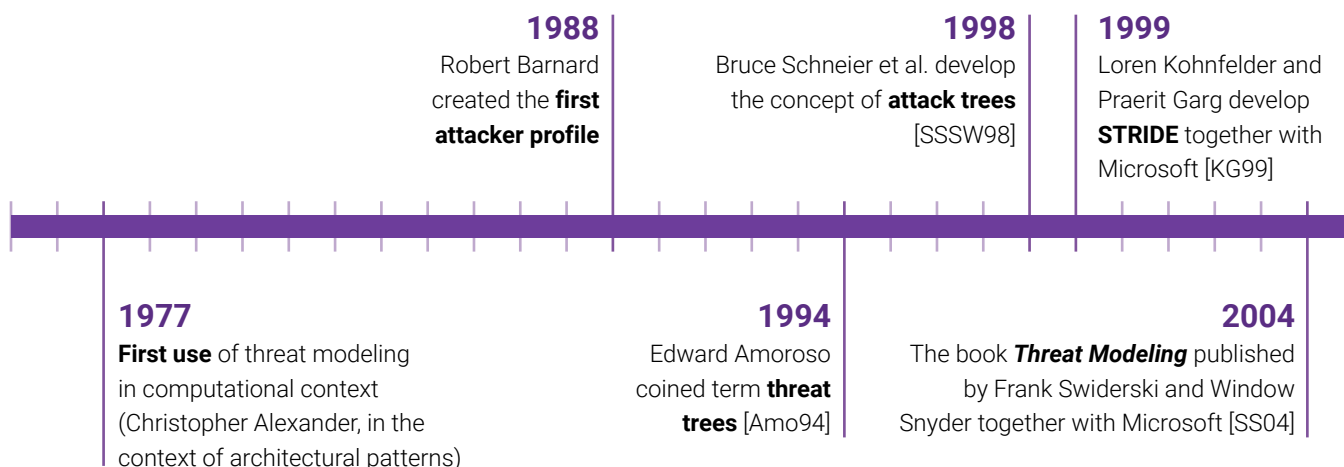 1988
Robert Barnard
created the first
attacker profile
1998
Bruce Schneier et al. develop
the concept of attack trees
[SSSW98]
1999
Loren Kohnfelder and
Praerit Garg develop
STRIDE together with
Microsoft [KG99]
1977
First use of threat modeling
in computational context
(Christopher Alexander, in the
context of architectural patterns)
1994
Edward Amoroso
coined term threat
trees [Amo94]
2004
The book Threat Modeling published
by Frank Swiderski and Window
Snyder together with Microsoft [SS04]